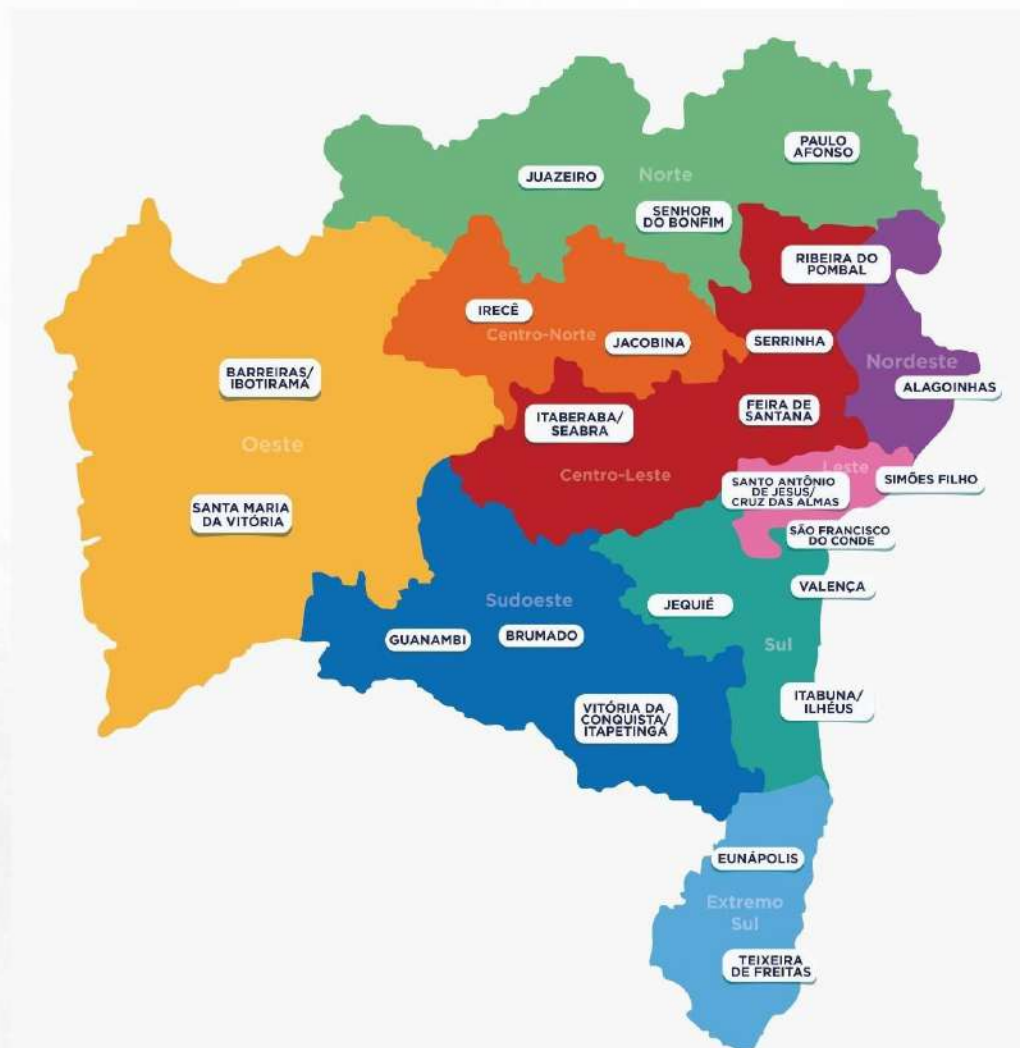 PAULO
AFONSO
JUAZEIRO
Norte
SENHOR
DO BONFIM
RIBEIRA DO
POMBAL
IRECÊ
Centro-Norte
JACOBINA
SERRINHA
Nordeste
BARREIRAS/
IBOTIRAMA
ALAGOINHAS
ITABERABA/
SEABRA
FEIRA DE
SANTANA
Oeste
Centro-Leste
Leste
SANTO ANTÔNIO
DE JESUS/
CRUZ DAS ALMAS
SIMÕES FILHO
SANTA MARIA
DA VITÓRIA
SÃO FRANCISCO
DO CONDE
VALENÇA
Sudoeste
JEQUIÉ
GUANAMBI
BRUMADO
Sul
ITABUNA/
ILHÉUS
VITÓRIA DA
CONQUISTA/
ITAPETINGA
EUNÁPOLIS
Extremo
Sul
TEIXEIRA
DE FREITAS